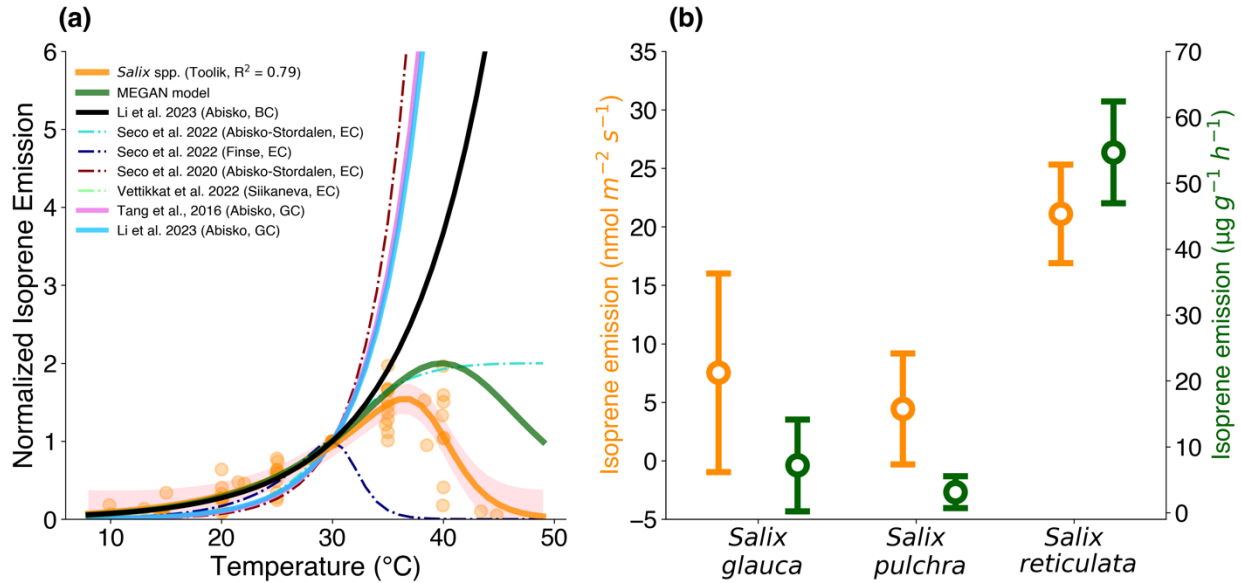 (a)
Normalized Isoprene Emission
6
5
4
3
2
1
0
Salix spp. (Toolik, R² = 0.79)
MEGAN model
Li et al. 2023 (Abisko, BC)
Seco et al. 2022 (Abisko-Stordalen, EC)
Seco et al. 2022 (Finse, EC)
Seco et al. 2020 (Abisko-Stordalen, EC)
Vettikkat et al. 2022 (Siikaneva, EC)
Tang et al., 2016 (Abisko, GC)
Li et al. 2023 (Abisko, GC)
10 20 30 40 50
Temperature (°C)
(b)
Isoprene emission (nmol m⁻² s⁻¹)
35
30
25
20
15
10
5
0
−5
Salix glauca
Salix pulchra
Salix reticulata
70
60
50
40
30
20
10
0
Isoprene emission (μg g⁻¹ h⁻¹)